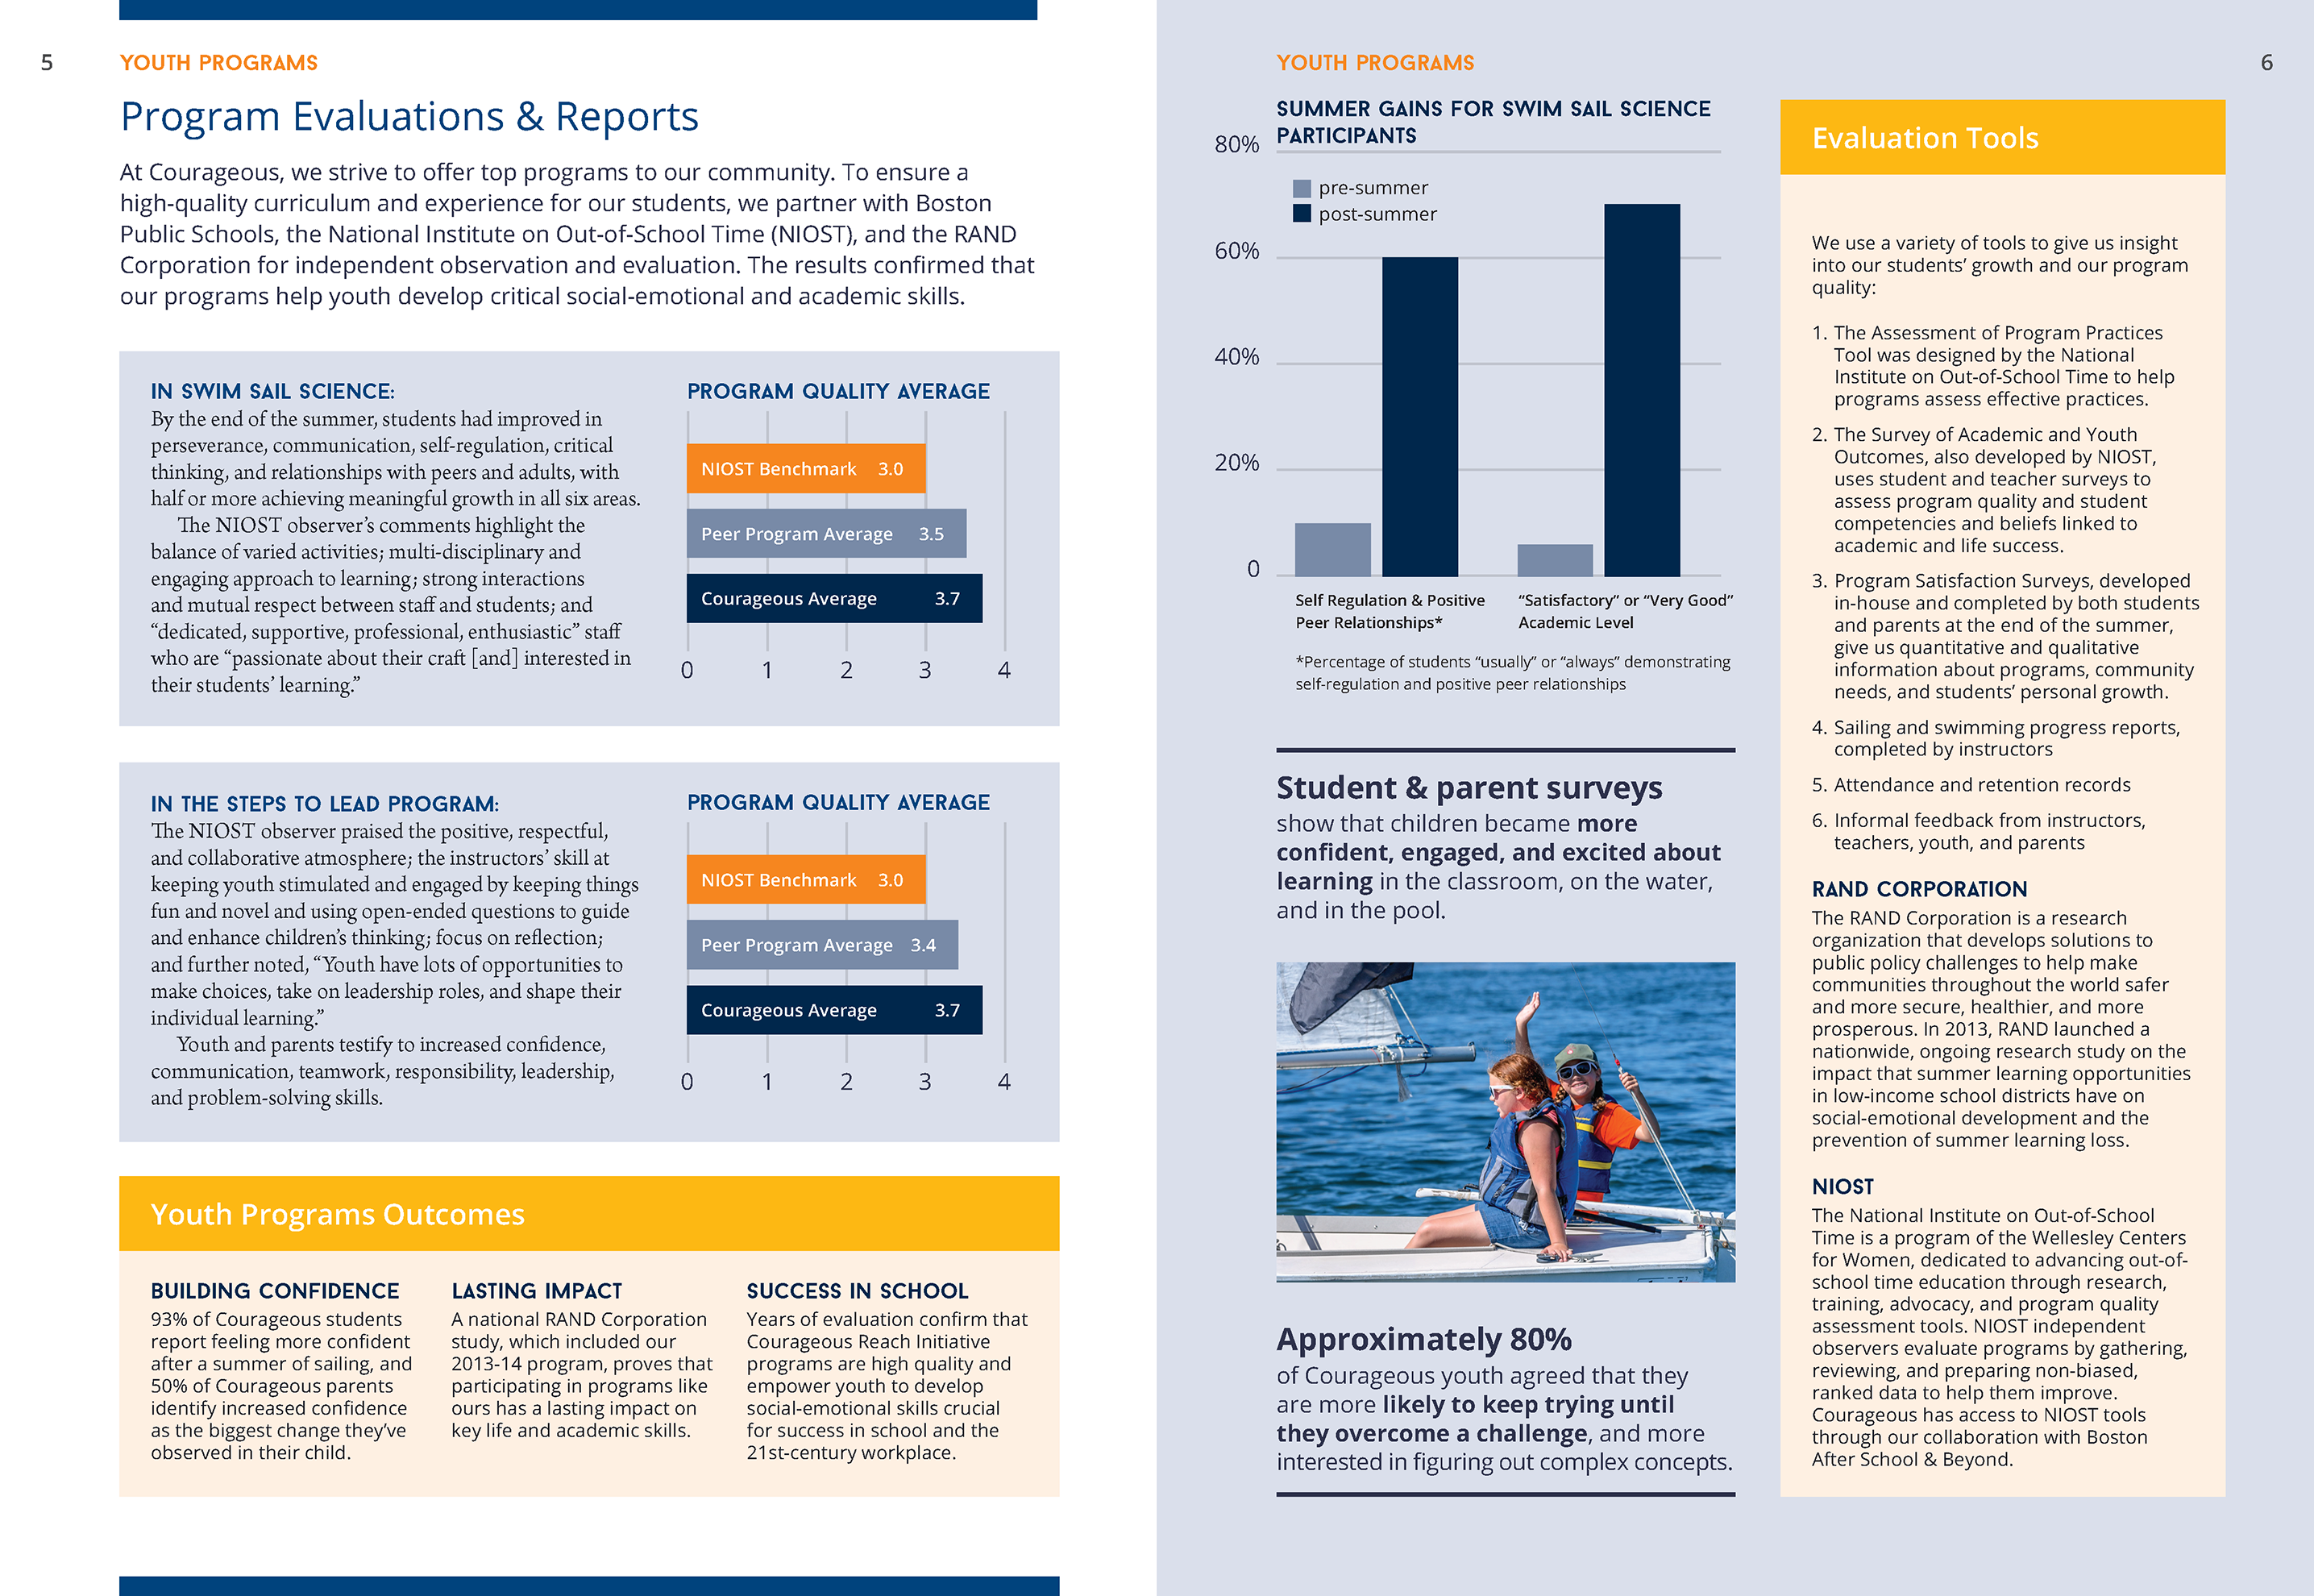 5
YOUTH PROGRAMS
Program Evaluations & Reports
At Courageous, we strive to offer top programs to our community. To ensure a
high-quality curriculum and experience for our students, we partner with Boston
Public Schools, the National Institute on Out-of-School Time (NIOST), and the RAND
Corporation for independent observation and evaluation. The results confirmed that
our programs help youth develop critical social-emotional and academic skills.
IN SWIM SAIL SCIENCE:
By the end of the summer, students had improved in
perseverance, communication, self-regulation, critical
thinking, and relationships with peers and adults, with
half or more achieving meaningful growth in all six areas.
The NIOST observer’s comments highlight the
balance of varied activities; multi-disciplinary and
engaging approach to learning; strong interactions
and mutual respect between staff and students; and
“dedicated, supportive, professional, enthusiastic” staff
who are “passionate about their craft [and] interested in
their students’ learning.”
PROGRAM QUALITY AVERAGE
NIOST Benchmark 3.0
Peer Program Average 3.5
Courageous Average 3.7
0 1 2 3 4
IN THE STEPS TO LEAD PROGRAM:
The NIOST observer praised the positive, respectful,
and collaborative atmosphere; the instructors’ skill at
keeping youth stimulated and engaged by keeping things
fun and novel and using open-ended questions to guide
and enhance children’s thinking; focus on reflection;
and further noted, “Youth have lots of opportunities to
make choices, take on leadership roles, and shape their
individual learning.”
Youth and parents testify to increased confidence,
communication, teamwork, responsibility, leadership,
and problem-solving skills.
PROGRAM QUALITY AVERAGE
NIOST Benchmark 3.0
Peer Program Average 3.4
Courageous Average 3.7
0 1 2 3 4
Youth Programs Outcomes
BUILDING CONFIDENCE
93% of Courageous students
report feeling more confident
after a summer of sailing, and
50% of Courageous parents
identify increased confidence
as the biggest change they’ve
observed in their child.
LASTING IMPACT
A national RAND Corporation
study, which included our
2013-14 program, proves that
participating in programs like
ours has a lasting impact on
key life and academic skills.
SUCCESS IN SCHOOL
Years of evaluation confirm that
Courageous Reach Initiative
programs are high quality and
empower youth to develop
social-emotional skills crucial
for success in school and the
21st-century workplace.
YOUTH PROGRAMS
6
SUMMER GAINS FOR SWIM SAIL SCIENCE
PARTICIPANTS
80%
60%
40%
20%
0
pre-summer
post-summer
Self Regulation & Positive
Peer Relationships*
“Satisfactory” or “Very Good”
Academic Level
*Percentage of students “usually” or “always” demonstrating
self-regulation and positive peer relationships
Student & parent surveys
show that children became more
confident, engaged, and excited about
learning in the classroom, on the water,
and in the pool.
Approximately 80%
of Courageous youth agreed that they
are more likely to keep trying until
they overcome a challenge, and more
interested in figuring out complex concepts.
Evaluation Tools
We use a variety of tools to give us insight
into our students’ growth and our program
quality:
1. The Assessment of Program Practices
Tool was designed by the National
Institute on Out-of-School Time to help
programs assess effective practices.
2. The Survey of Academic and Youth
Outcomes, also developed by NIOST,
uses student and teacher surveys to
assess program quality and student
competencies and beliefs linked to
academic and life success.
3. Program Satisfaction Surveys, developed
in-house and completed by both students
and parents at the end of the summer,
give us quantitative and qualitative
information about programs, community
needs, and students’ personal growth.
4. Sailing and swimming progress reports,
completed by instructors
5. Attendance and retention records
6. Informal feedback from instructors,
teachers, youth, and parents
RAND CORPORATION
The RAND Corporation is a research
organization that develops solutions to
public policy challenges to help make
communities throughout the world safer
and more secure, healthier, and more
prosperous. In 2013, RAND launched a
nationwide, ongoing research study on the
impact that summer learning opportunities
in low-income school districts have on
social-emotional development and the
prevention of summer learning loss.
NIOST
The National Institute on Out-of-School
Time is a program of the Wellesley Centers
for Women, dedicated to advancing out-of-
school time education through research,
training, advocacy, and program quality
assessment tools. NIOST independent
observers evaluate programs by gathering,
reviewing, and preparing non-biased,
ranked data to help them improve.
Courageous has access to NIOST tools
through our collaboration with Boston
After School & Beyond.